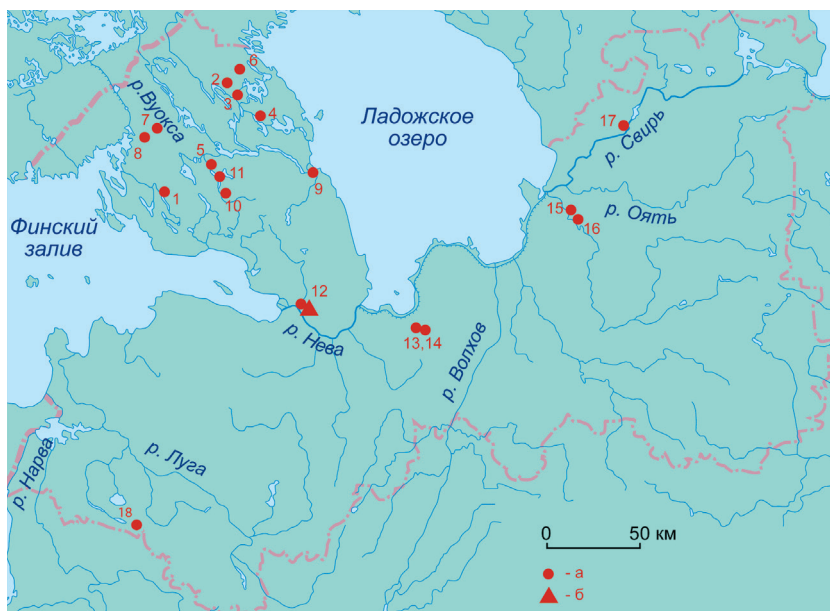 6
2
3
р. Вуокса
4
Ладожское
озеро
17
р. Свирь
7
8
5
11
9
1
10
15
16
р. Оять
Финский
залив
12
р. Нева
13,14
р. Волхов
р. Нарва
р. Луга
18
0 50 км
- а
- б